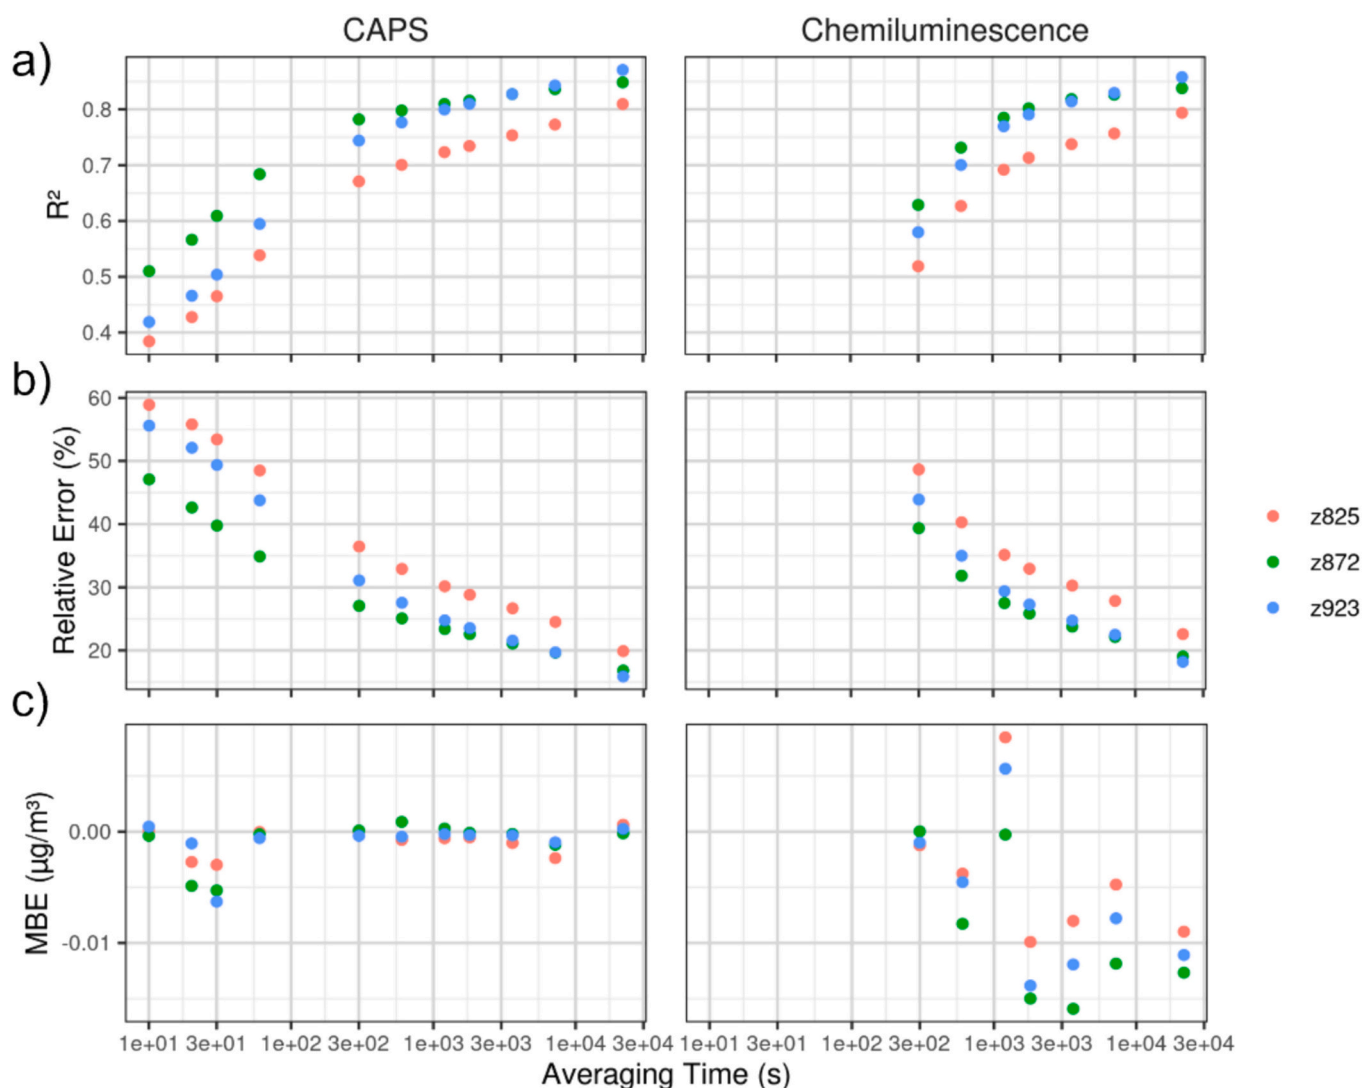 CAPS Chemiluminescence
a)
R²
0.8
0.7
0.6
0.5
0.4
b)
Relative Error (%)
60
50
40
30
20
z825
z872
z923
c)
MBE (µg/m³)
0.00
-0.01
1e+01 3e+01 1e+02 3e+02 1e+03 3e+03 1e+04 3e+04 1e+01 3e+01 1e+02 3e+02 1e+03 3e+03 1e+04 3e+04
Averaging Time (s)